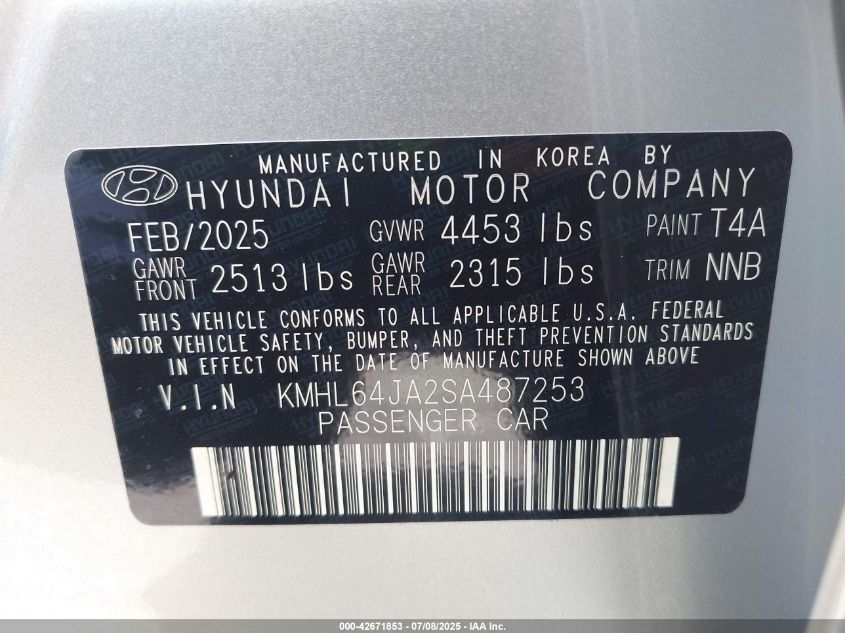 MANUFACTURED IN KOREA BY
HYUNDAI MOTOR COMPANY
FEB/2025 GVWR 4453 lbs PAINT T4A
GAWR FRONT 2513 lbs GAWR REAR 2315 lbs TRIM NNB
THIS VEHICLE CONFORMS TO ALL APPLICABLE U.S.A. FEDERAL
MOTOR VEHICLE SAFETY, BUMPER, AND THEFT PREVENTION STANDARDS
IN EFFECT ON THE DATE OF MANUFACTURE SHOWN ABOVE
V.I.N KMHL64JA2SA487253
PASSENGER CAR
000-42671853 - 07/08/2025 - IAA Inc.